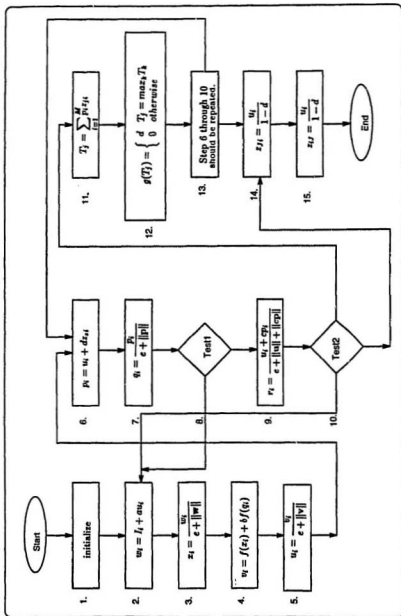 Start
1.
initialize
2.
w_i = I_i + au_i
3.
x_i = w_i / (e + ||w||)
4.
v_i = f(x_i) + bf(q_i)
5.
u_i = v_i / (e + ||v||)
6.
p_i = u_i + dz_{Ji}
7.
q_i = p_i / (e + ||p||)
8.
Test1
9.
r_i = (u_i + cp_i) / (e + ||u|| + ||cp||)
10.
Test2
11.
T_j = \sum_{i=1}^{M} p_i z_{ji}
12.
g(T_j) = { d T_j = max_k T_k
0 otherwise
13.
Step 6 through 10
should be repeated.
14.
z_{Ji} = u_i / (1 - d)
15.
z_{iJ} = u_i / (1 - d)
End